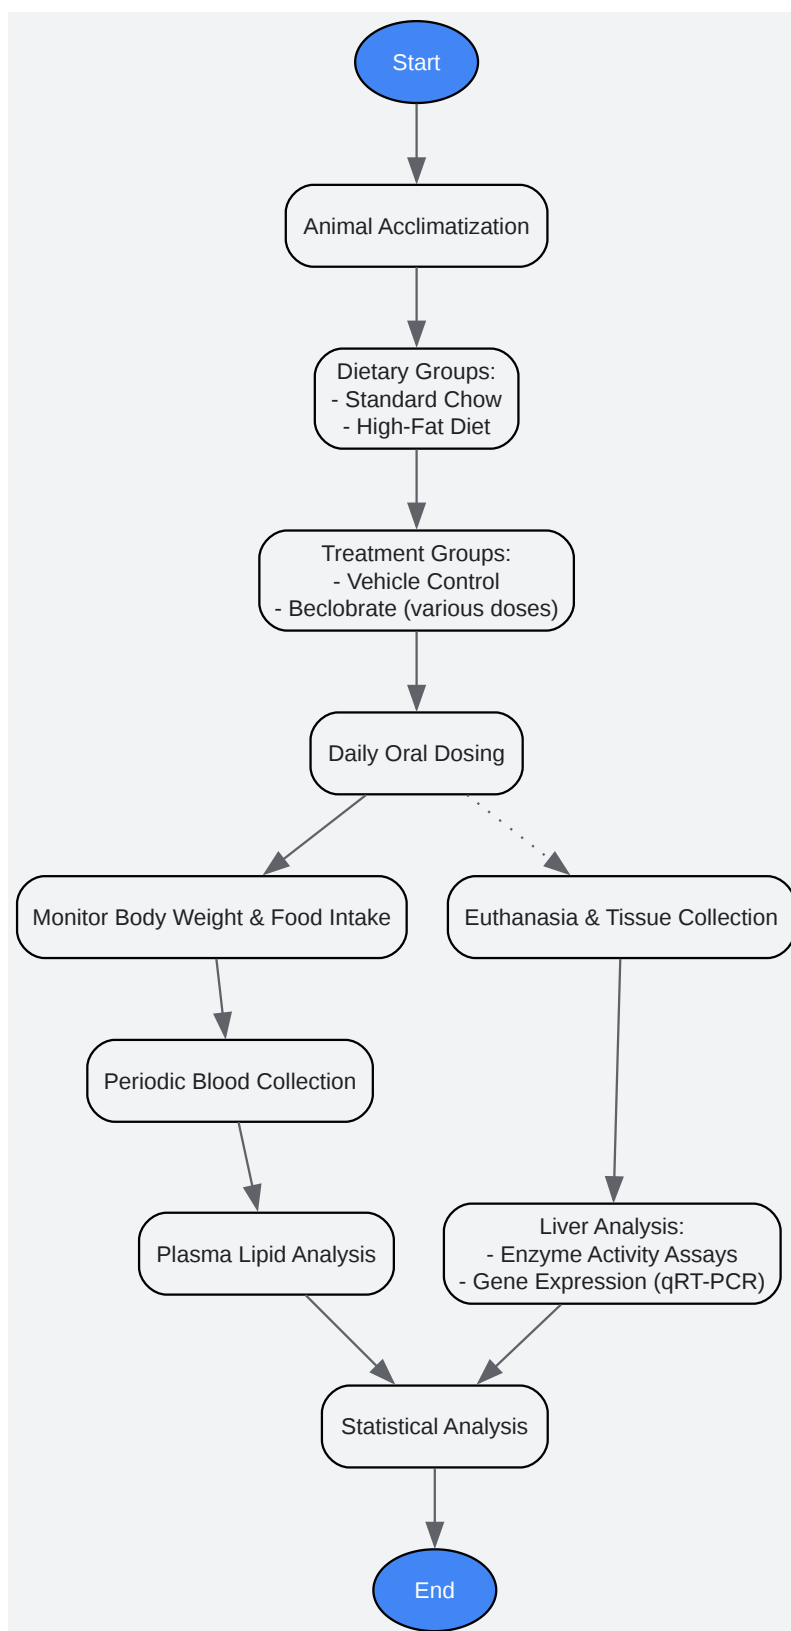 Start
Animal Acclimatization
Dietary Groups:
- Standard Chow
- High-Fat Diet
Treatment Groups:
- Vehicle Control
- Beclobrate (various doses)
Daily Oral Dosing
Monitor Body Weight & Food Intake
Euthanasia & Tissue Collection
Periodic Blood Collection
Plasma Lipid Analysis
Liver Analysis:
- Enzyme Activity Assays
- Gene Expression (qRT-PCR)
Statistical Analysis
End